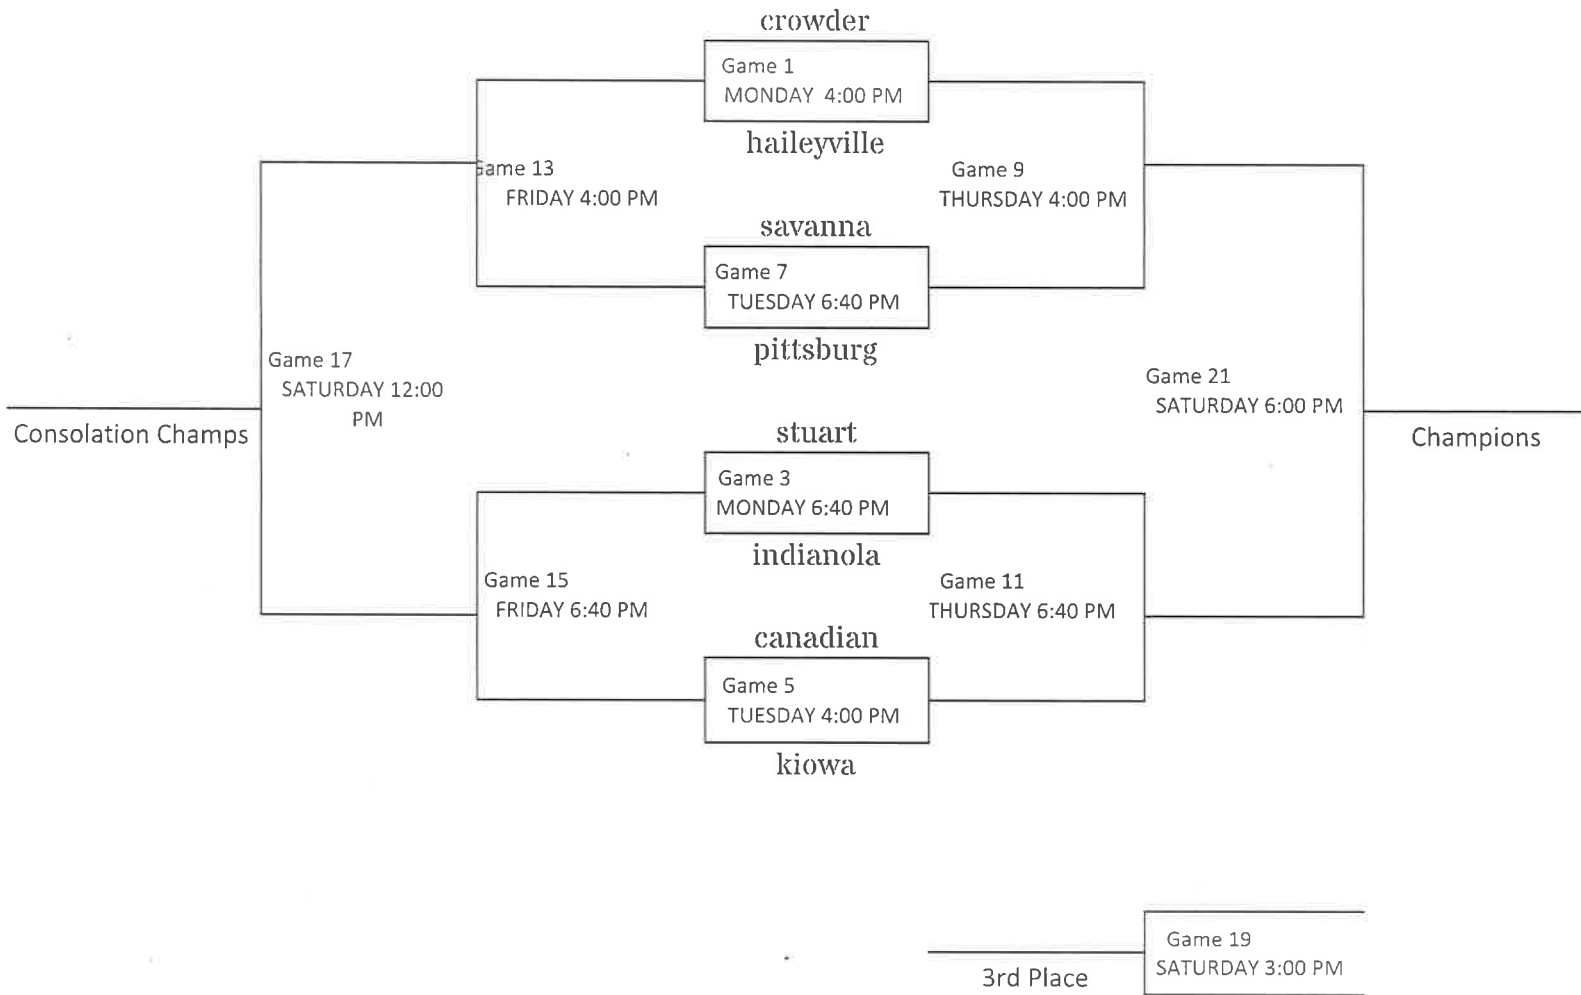 crowder
Game 1
MONDAY 4:00 PM
haileyville
Game 13
FRIDAY 4:00 PM
Game 9
THURSDAY 4:00 PM
savanna
Game 7
TUESDAY 6:40 PM
pittsburg
Game 17
SATURDAY 12:00
PM
Consolation Champs
Game 21
SATURDAY 6:00 PM
Champions
stuart
Game 3
MONDAY 6:40 PM
indianola
Game 15
FRIDAY 6:40 PM
Game 11
THURSDAY 6:40 PM
canadian
Game 5
TUESDAY 4:00 PM
kiowa
Game 19
SATURDAY 3:00 PM
3rd Place